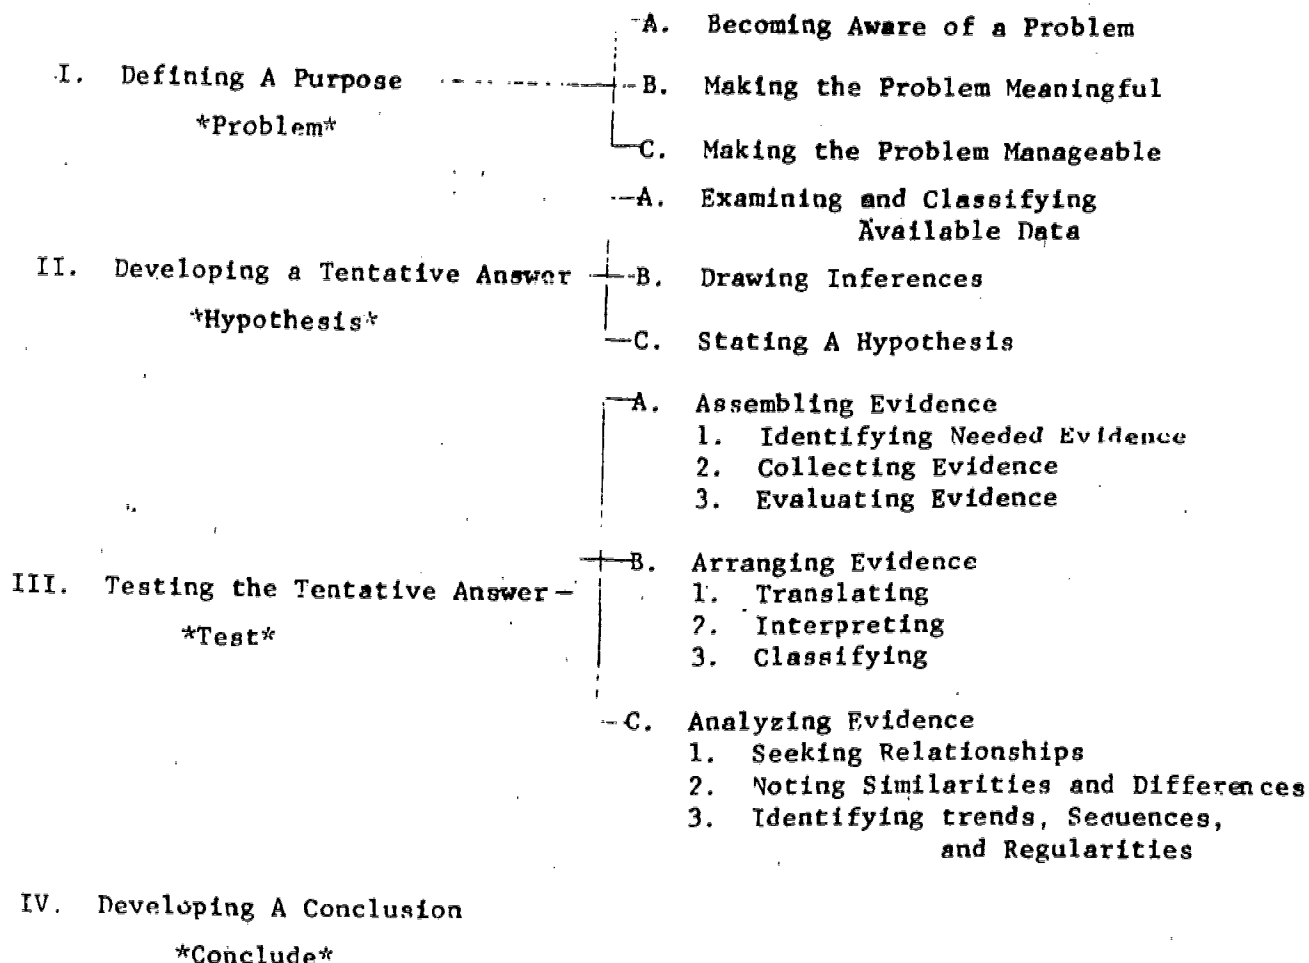 I. Defining A Purpose
*Problem*
A. Becoming Aware of a Problem
B. Making the Problem Meaningful
C. Making the Problem Manageable
II. Developing a Tentative Answer
*Hypothesis*
A. Examining and Classifying
Available Data
B. Drawing Inferences
C. Stating A Hypothesis
III. Testing the Tentative Answer
*Test*
A. Assembling Evidence
1. Identifying Needed Evidence
2. Collecting Evidence
3. Evaluating Evidence
B. Arranging Evidence
1. Translating
2. Interpreting
3. Classifying
C. Analyzing Evidence
1. Seeking Relationships
2. Noting Similarities and Differences
3. Identifying trends, Sequences,
and Regularities
IV. Developing A Conclusion
*Conclude*